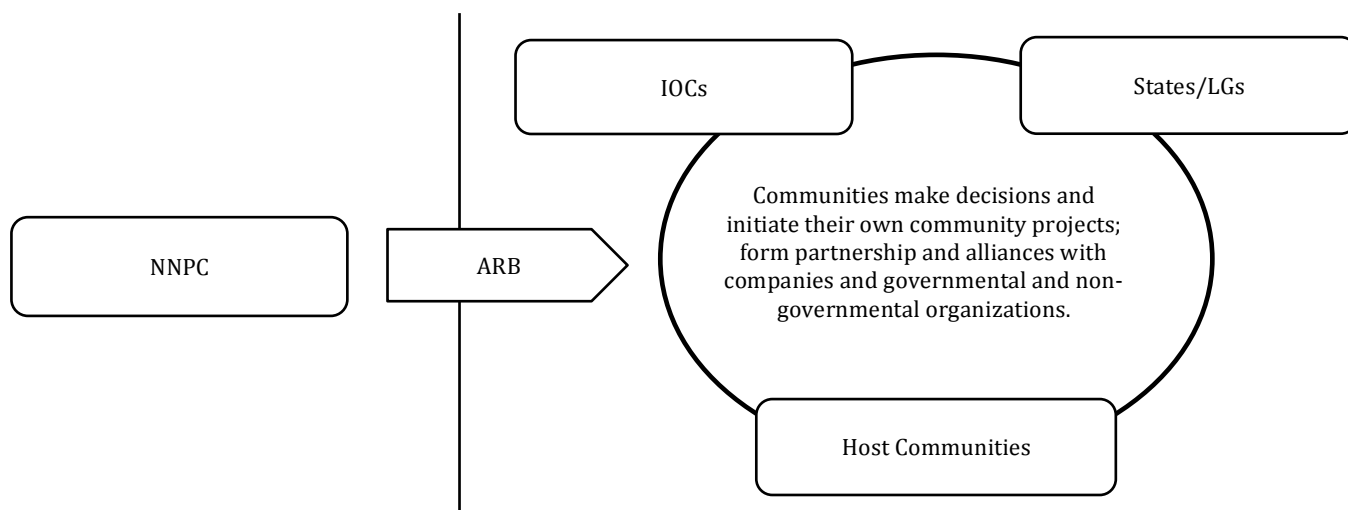 IOCs
States/LGs
Communities make decisions and
initiate their own community projects;
form partnership and alliances with
companies and governmental and non-
governmental organizations.
NNPC
ARB
Host Communities